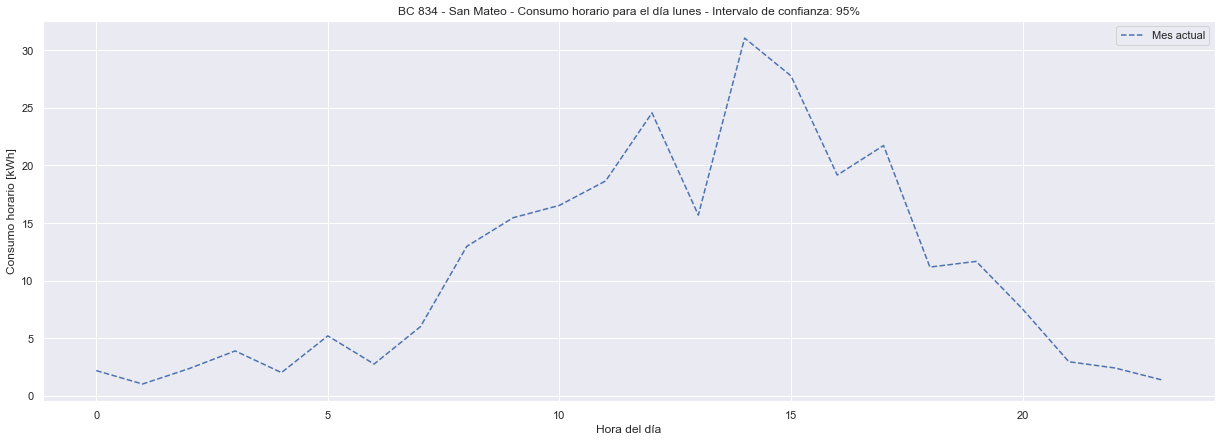 BC 834 - San Mateo - Consumo horario para el día lunes - Intervalo de confianza: 95%
Mes actual
30
25
20
15
10
5
0
Consumo horario [kWh]
0 5 10 15 20
Hora del día